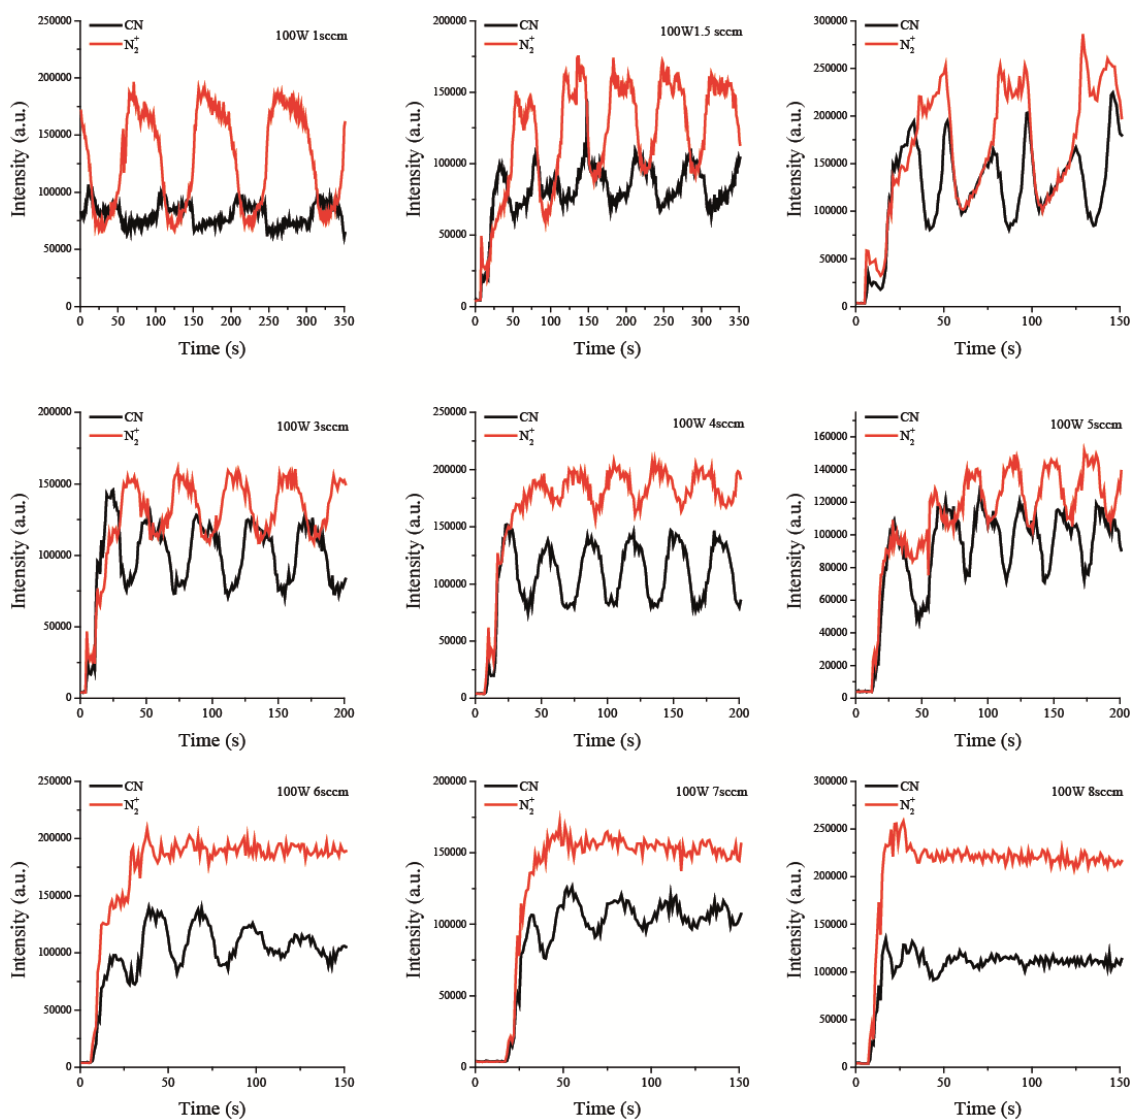 CN
N₂⁺
100W 1sccm
250000
200000
150000
100000
50000
0
Intensity (a.u.)
0 50 100 150 200 250 300 350
Time (s)
CN
N₂⁺
100W1.5 sccm
200000
150000
100000
50000
0
Intensity (a.u.)
0 50 100 150 200 250 300 350
Time (s)
CN
N₂⁺
300000
250000
200000
150000
100000
50000
0
Intensity (a.u.)
0 50 100 150
Time (s)
CN
N₂⁺
100W 3sccm
200000
150000
100000
50000
0
Intensity (a.u.)
0 50 100 150 200
Time (s)
CN
N₂⁺
100W 4sccm
250000
200000
150000
100000
50000
0
Intensity (a.u.)
0 50 100 150 200
Time (s)
CN
N₂⁺
100W 5sccm
160000
140000
120000
100000
80000
60000
40000
20000
0
Intensity (a.u.)
0 50 100 150 200
Time (s)
CN
N₂⁺
100W 6sccm
250000
200000
150000
100000
50000
0
Intensity (a.u.)
0 50 100 150
Time (s)
CN
N₂⁺
100W 7sccm
200000
150000
100000
50000
0
Intensity (a.u.)
0 50 100 150
Time (s)
CN
N₂⁺
100W 8sccm
300000
250000
200000
150000
100000
50000
0
Intensity (a.u.)
0 50 100 150
Time (s)